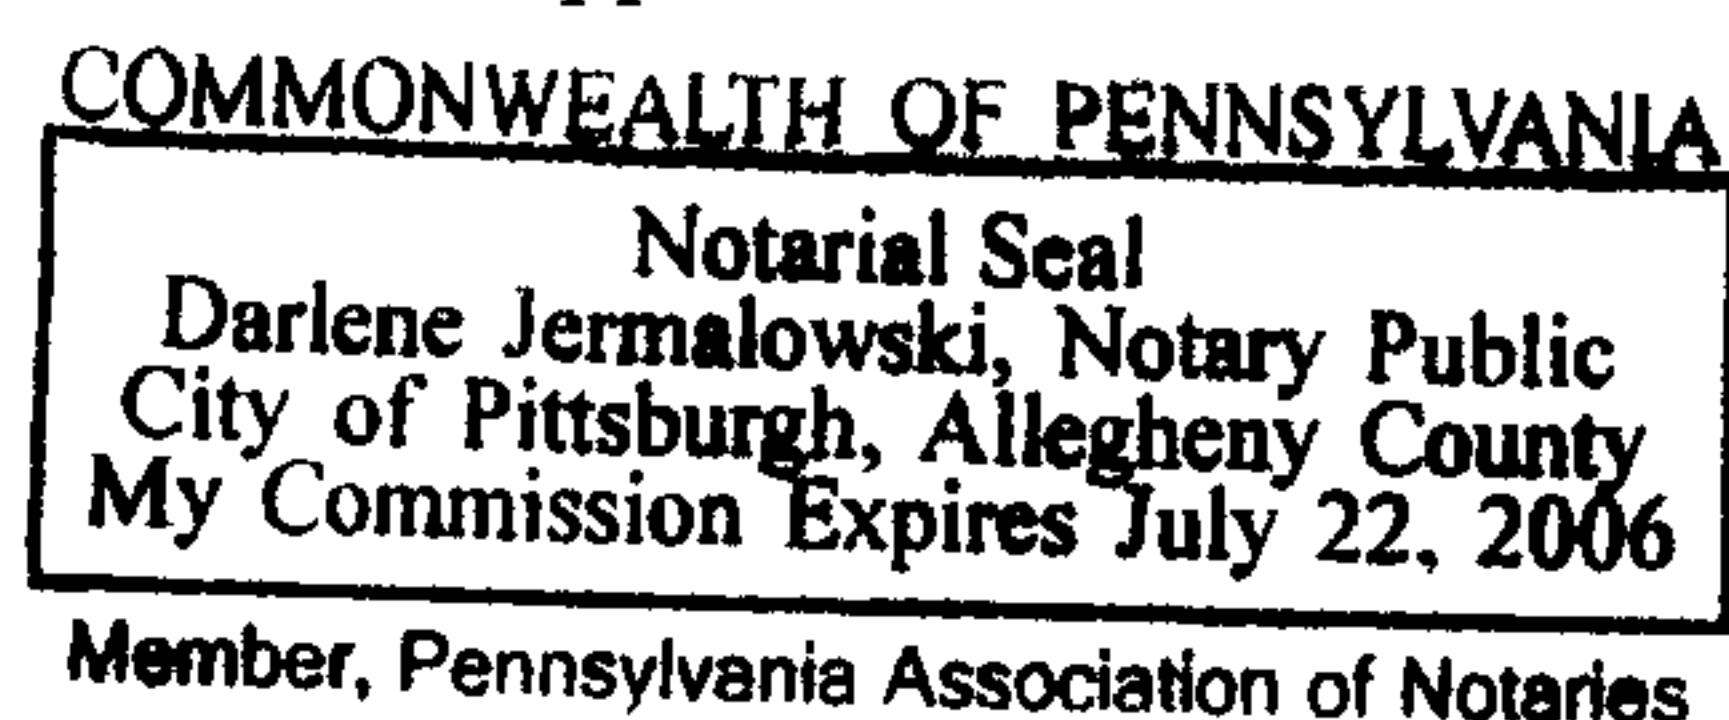 COMMONWEALTH OF PENNSYLVANIA
Notarial Seal
Darlene Jermalowski, Notary Public
City of Pittsburgh, Allegheny County
My Commission Expires July 22, 2006
Member, Pennsylvania Association of Notaries